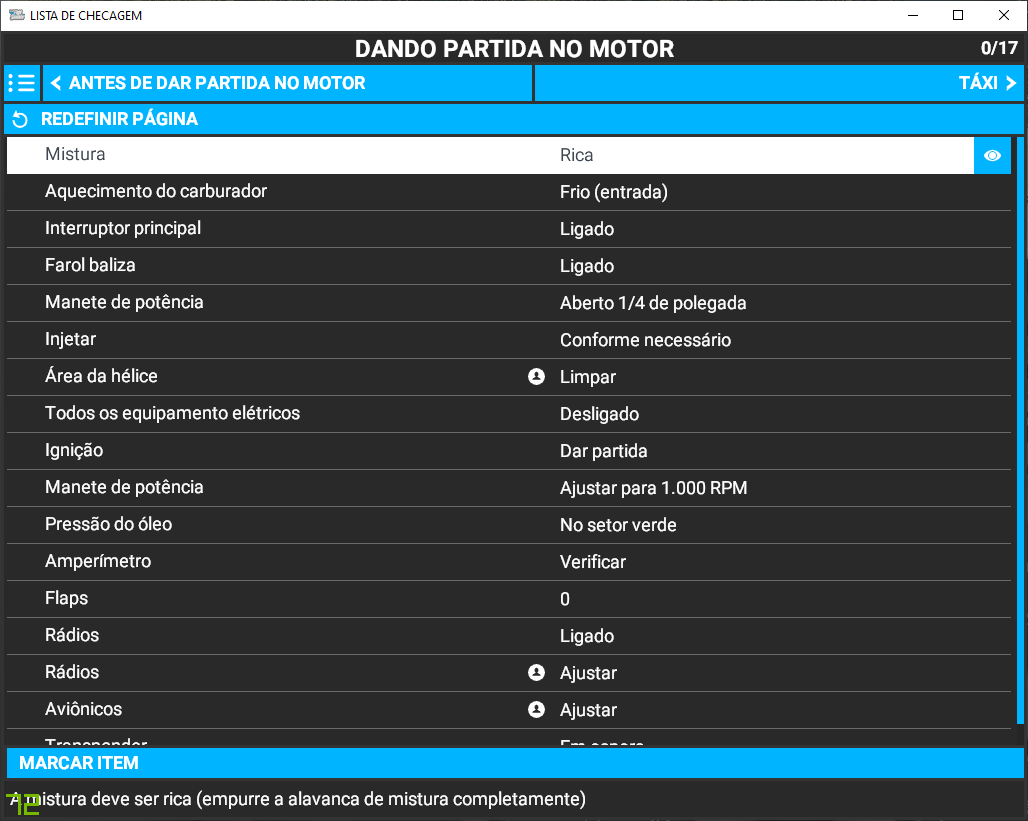 LISTA DE CHECAGEM
DANDO PARTIDA NO MOTOR 0/17
ANTES DE DAR PARTIDA NO MOTOR TÁXI
REDEFINIR PÁGINA
Mistura Rica
Aquecimento do carburador Frio (entrada)
Interruptor principal Ligado
Farol baliza Ligado
Manete de potência Aberto 1/4 de polegada
Injetar Conforme necessário
Área da hélice Limpar
Todos os equipamento elétricos Desligado
Ignição Dar partida
Manete de potência Ajustar para 1.000 RPM
Pressão do óleo No setor verde
Amperímetro Verificar
Flaps 0
Rádios Ligado
Rádios Ajustar
Aviônicos Ajustar
Transponder Em espera
MARCAR ITEM
A mistura deve ser rica (empurre a alavanca de mistura completamente)
72